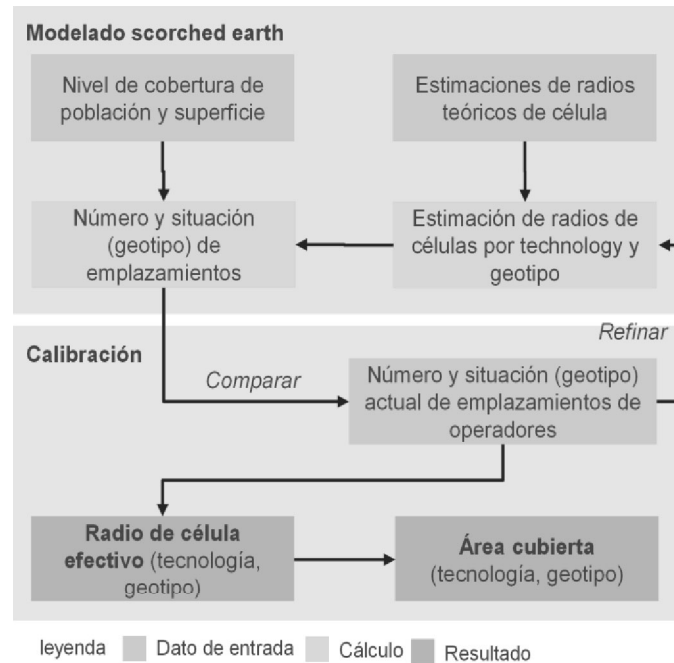 Modelado scorched earth
Nivel de cobertura de
población y superficie
Estimaciones de radios
teóricos de célula
Número y situación
(geotipo) de
emplazamientos
Estimación de radios de
células por technology y
geotipo
Refinar
Calibración
Comparar
Número y situación (geotipo)
actual de emplazamientos de
operadores
Radio de célula
efectivo (tecnología,
geotipo)
Área cubierta
(tecnología, geotipo)
leyenda Dato de entrada Cálculo Resultado